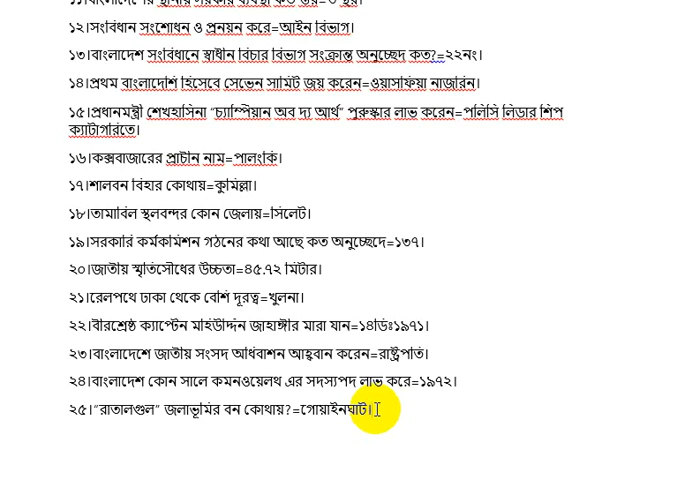 ১২।সংবিধান সংশোধন ও প্রনয়ন করে=আইন বিভাগ।
১৩।বাংলাদেশ সংবিধানে স্বাধীন বিচার বিভাগ সংক্রান্ত অনুচ্ছেদ কত?=২২নং।
১৪।প্রথম বাংলাদেশি হিসেবে সেভেন সামিট জয় করেন=ওয়াসফিয়া নাজরিন।
১৫।প্রধানমন্ত্রী শেখহাসিনা "চ্যাম্পিয়ান অব দ্য আর্থ" পুরুস্কার লাভ করেন=পলিসি লিডার শিপ
ক্যাটাগরিতে।
১৬।কক্সবাজারের প্রাচীন নাম=পালংকি।
১৭।শালবন বিহার কোথায়=কুমিল্লা।
১৮।তামাবিল স্থলবন্দর কোন জেলায়=সিলেট।
১৯।সরকারি কর্মকমিশন গঠনের কথা আছে কত অনুচ্ছেদে=১৩৭।
২০।জাতীয় স্মৃতিসৌধের উচ্চতা=৪৫.৭২ মিটার।
২১।রেলপথে ঢাকা থেকে বেশি দূরত্ব=খুলনা।
২২।বীরশ্রেষ্ঠ ক্যাপ্টেন মহিউদ্দিন জাহাঙ্গীর মারা যান=১৪ডিঃ১৯৭১।
২৩।বাংলাদেশে জাতীয় সংসদ অধিবাশন আহ্ববান করেন=রাষ্ট্রপতি।
২৪।বাংলাদেশ কোন সালে কমনওয়েলথ এর সদস্যপদ লাভ করে=১৯৭২।
২৫।"রাতালগুল" জলাভূমির বন কোথায়?=গোয়াইনঘাট।